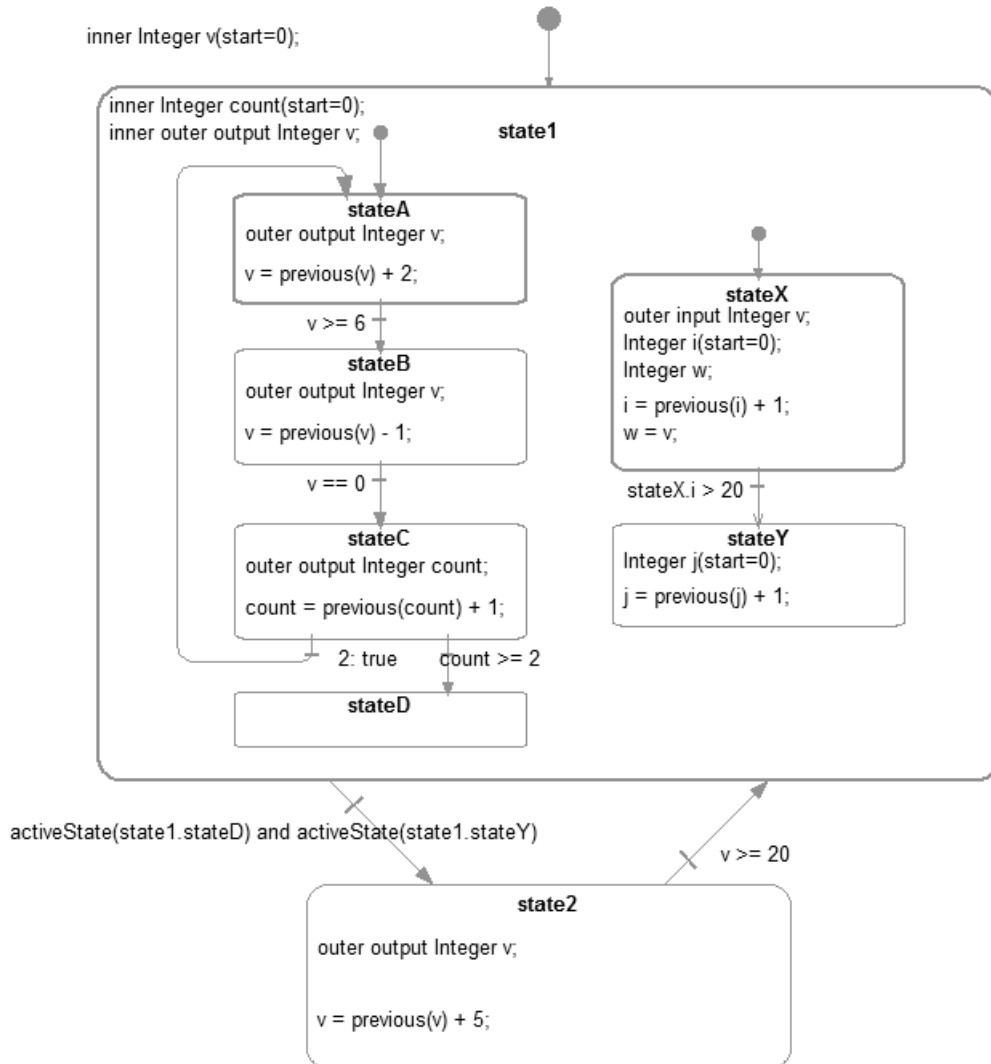 inner Integer v(start=0);
inner Integer count(start=0);
inner outer output Integer v;
state1
stateA
outer output Integer v;
v = previous(v) + 2;
v >= 6
stateB
outer output Integer v;
v = previous(v) - 1;
v == 0
stateC
outer output Integer count;
count = previous(count) + 1;
2: true
count >= 2
stateD
stateX
outer input Integer v;
Integer i(start=0);
Integer w;
i = previous(i) + 1;
w = v;
stateX.i > 20
stateY
Integer j(start=0);
j = previous(j) + 1;
activeState(state1.stateD) and activeState(state1.stateY)
v >= 20
state2
outer output Integer v;
v = previous(v) + 5;